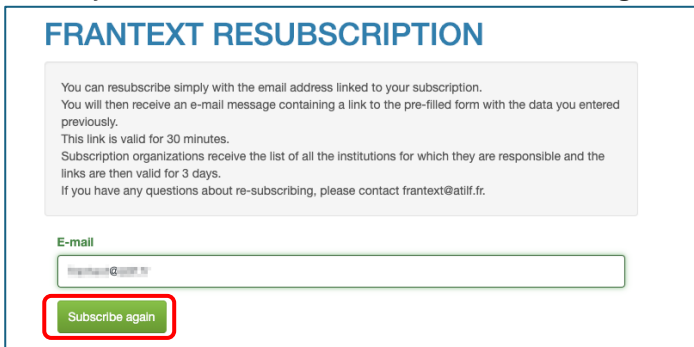 FRANTEXT RESUBSCRIPTION
You can resubscribe simply with the email address linked to your subscription.
You will then receive an e-mail message containing a link to the pre-filled form with the data you entered
previously.
This link is valid for 30 minutes.
Subscription organizations receive the list of all the institutions for which they are responsible and the
links are then valid for 3 days.
If you have any questions about re-subscribing, please contact frantext@atilf.fr.
E-mail
Subscribe again